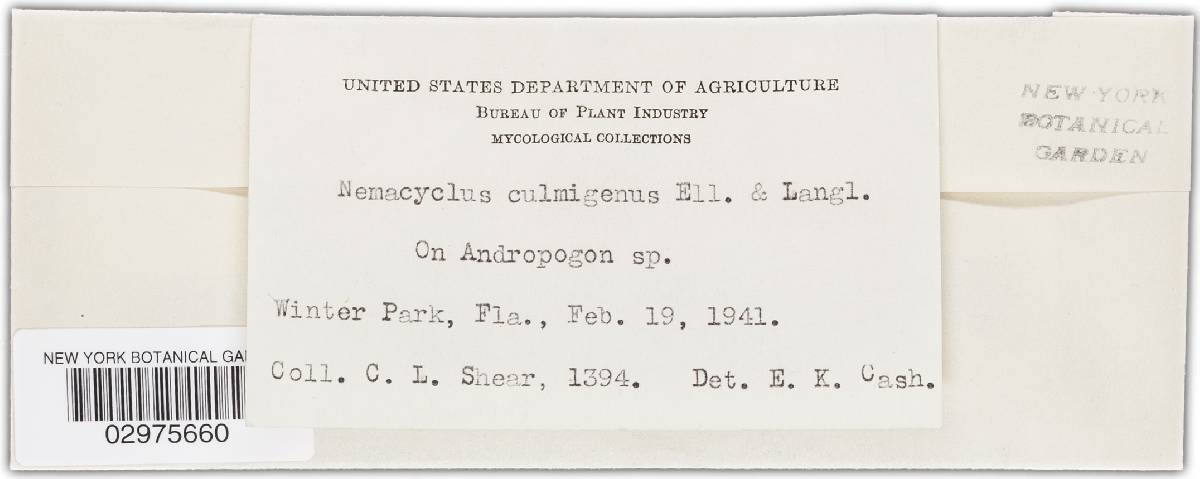 UNITED STATES DEPARTMENT OF AGRICULTURE
BUREAU OF PLANT INDUSTRY
MYCOLOGICAL COLLECTIONS
Nemacyclus culmigenus Ell. & Langl.
On Andropogon sp.
Winter Park, Fla., Feb. 19, 1941.
Coll. C. L. Shear, 1394. Det. E. K. Cash.
NEW YORK
BOTANICAL
GARDEN
NEW YORK BOTANICAL GA
02975660